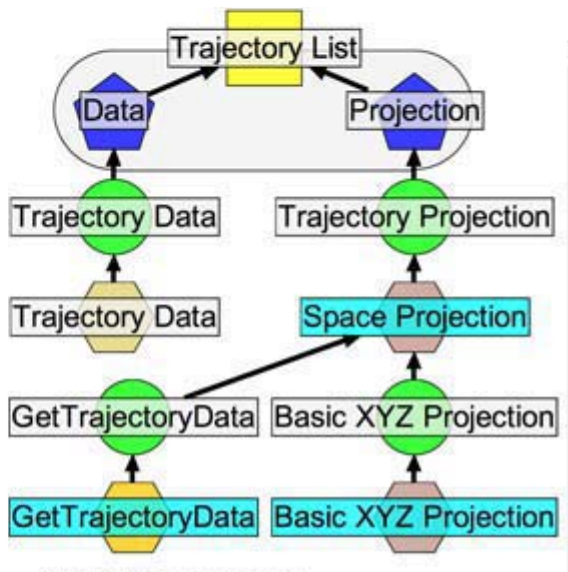 Trajectory List
Data
Projection
Trajectory Data
Trajectory Projection
Trajectory Data
Space Projection
GetTrajectoryData
Basic XYZ Projection
GetTrajectoryData
Basic XYZ Projection